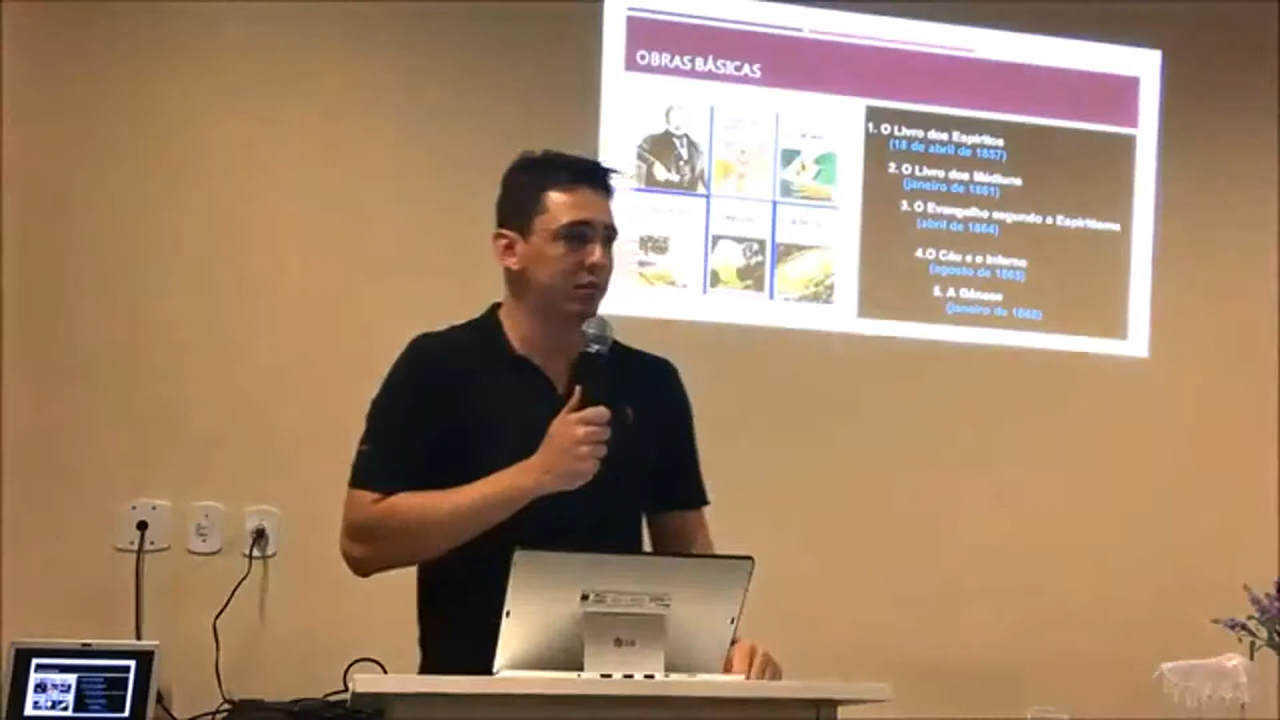 OBRAS BÁSICAS
1. O Livro dos Espíritos
(18 de abril de 1857)
2. O Livro dos Médiuns
(janeiro de 1861)
3. O Evangelho segundo o Espiritismo
(abril de 1864)
4.O Céu e o Inferno
(agosto de 1865)
5. A Gênese
(janeiro de 1868)
LG